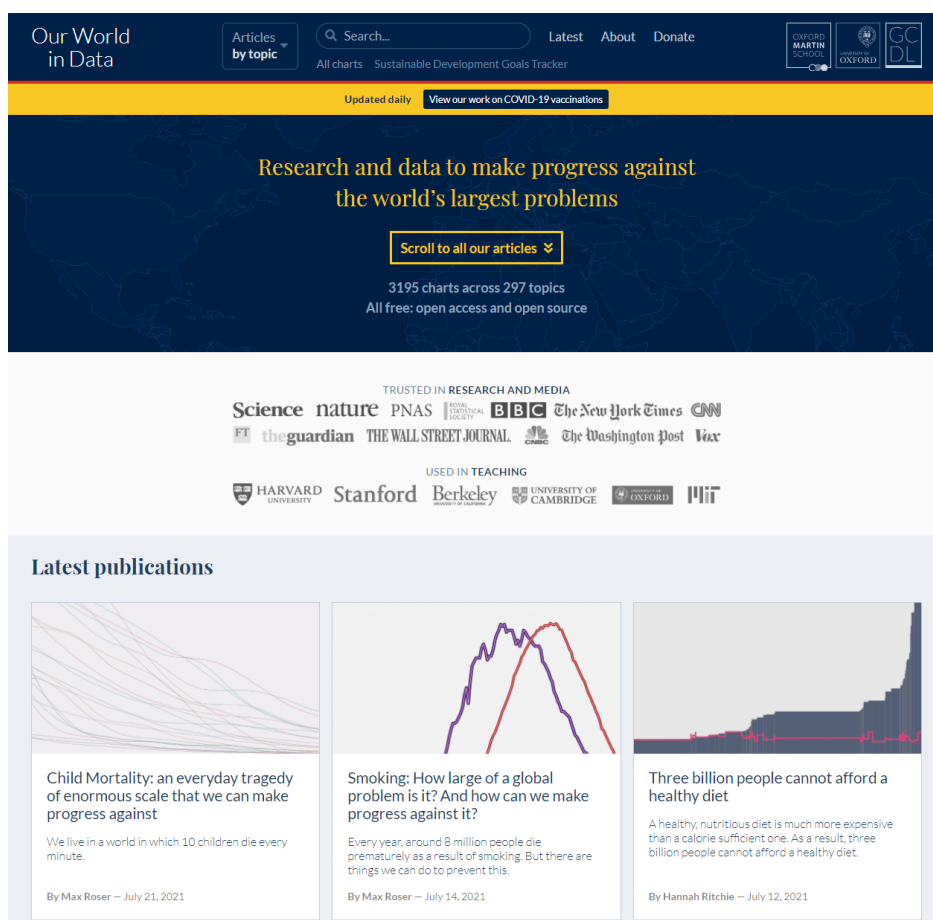 Our World
in Data
Articles
by topic
Search...
Latest About Donate
All charts Sustainable Development Goals Tracker
OXFORD
MARTIN
SCHOOL
UNIVERSITY OF
OXFORD
GC
DL
Updated daily View our work on COVID-19 vaccinations
Research and data to make progress against
the world's largest problems
Scroll to all our articles
3195 charts across 297 topics
All free: open access and open source
TRUSTED IN RESEARCH AND MEDIA
Science nature PNAS ROYAL STATISTICAL SOCIETY BBC The New York Times CNN
FT theguardian THE WALL STREET JOURNAL. CNBC The Washington Post Vox
USED IN TEACHING
HARVARD UNIVERSITY Stanford Berkeley UNIVERSITY OF CALIFORNIA UNIVERSITY OF CAMBRIDGE UNIVERSITY OF OXFORD MIT
Latest publications
Child Mortality: an everyday tragedy
of enormous scale that we can make
progress against
We live in a world in which 10 children die every
minute.
By Max Roser — July 21, 2021
Smoking: How large of a global
problem is it? And how can we make
progress against it?
Every year, around 8 million people die
prematurely as a result of smoking. But there are
things we can do to prevent this.
By Max Roser — July 14, 2021
Three billion people cannot afford a
healthy diet
A healthy, nutritious diet is much more expensive
than a calorie sufficient one. As a result, three
billion people cannot afford a healthy diet.
By Hannah Ritchie — July 12, 2021